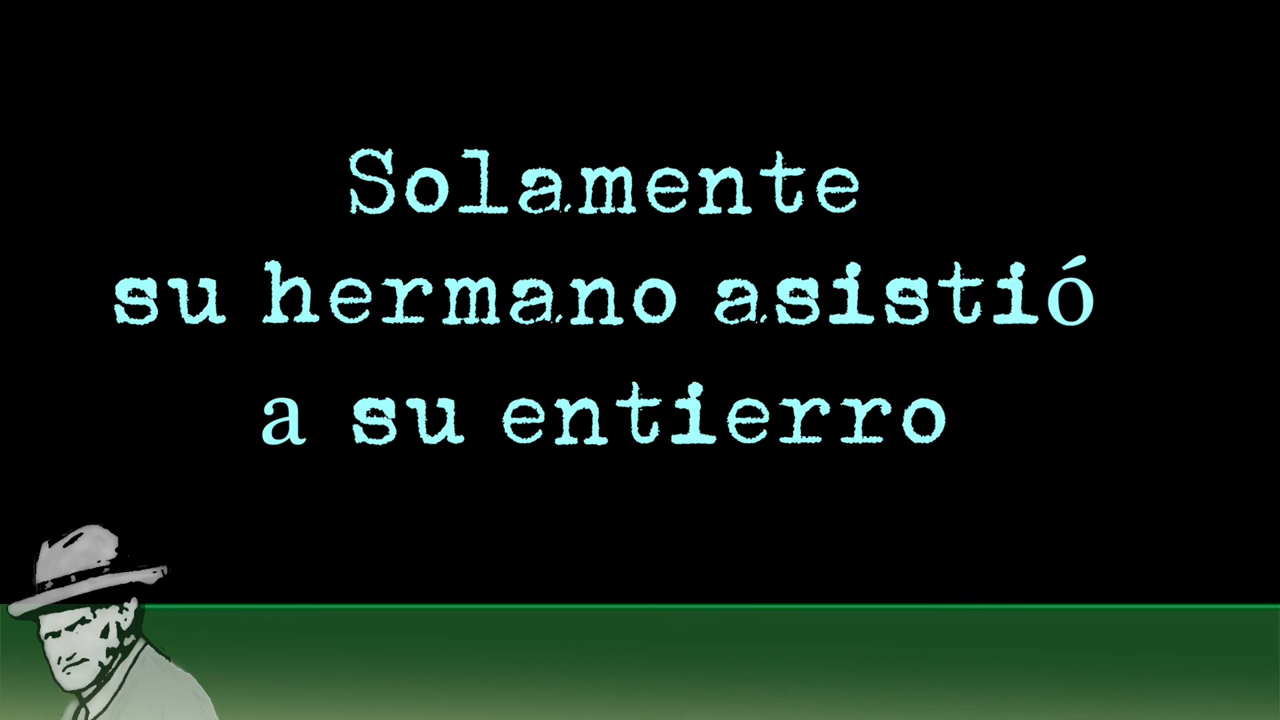 Solamente
su hermano asistió
a su entierro